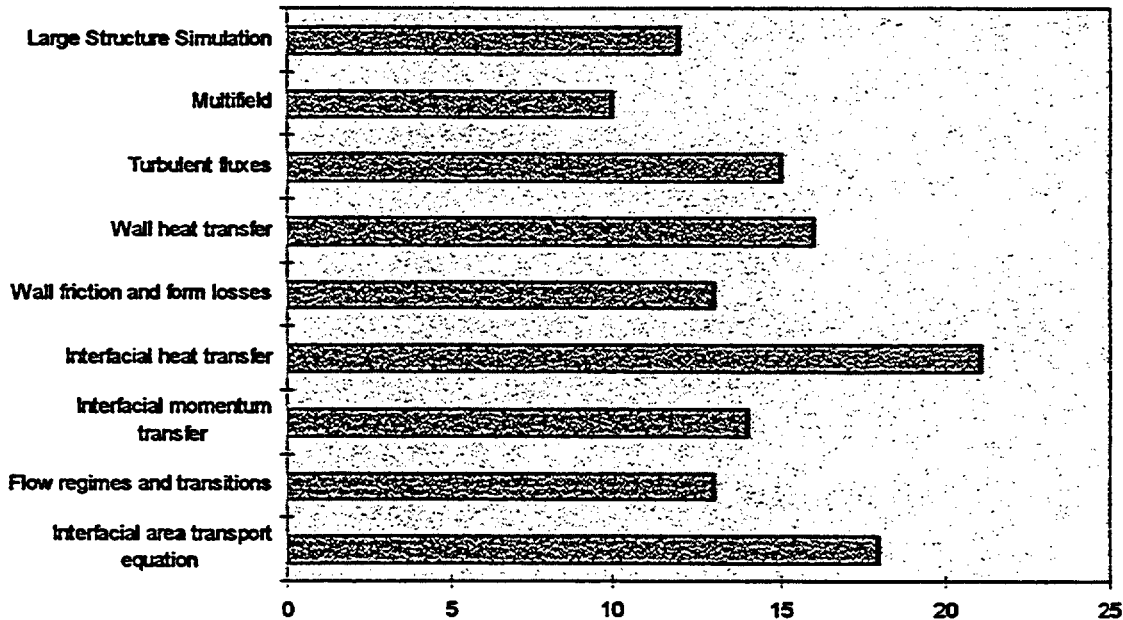 Large Structure Simulation
Multifield
Turbulent fluxes
Wall heat transfer
Wall friction and form losses
Interfacial heat transfer
Interfacial momentum
transfer
Flow regimes and transitions
Interfacial area transport
equation
0 5 10 15 20 25